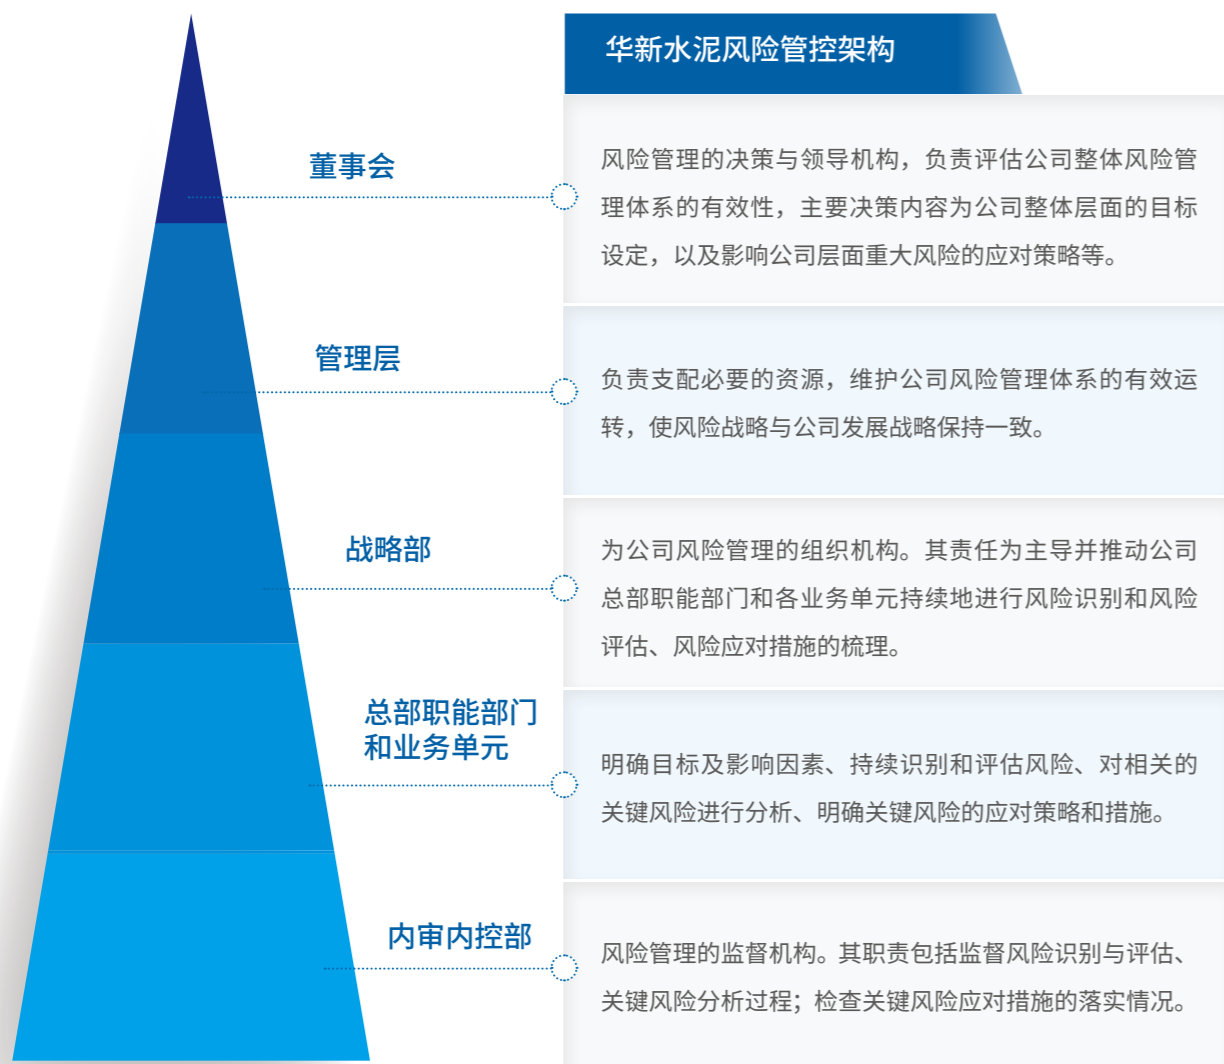 华新水泥风险管控架构
董事会
风险管理的决策与领导机构，负责评估公司整体风险管
理体系的有效性，主要决策内容为公司整体层面的目标
设定，以及影响公司层面重大风险的应对策略等。
管理层
负责支配必要的资源，维护公司风险管理体系的有效运
转，使风险战略与公司发展战略保持一致。
战略部
为公司风险管理的组织机构。其责任为主导并推动公司
总部职能部门和各业务单元持续地进行风险识别和风险
评估、风险应对措施的梳理。
总部职能部门
和业务单元
明确目标及影响因素、持续识别和评估风险、对相关的
关键风险进行分析、明确关键风险的应对策略和措施。
内审内控部
风险管理的监督机构。其职责包括监督风险识别与评估、
关键风险分析过程；检查关键风险应对措施的落实情况。